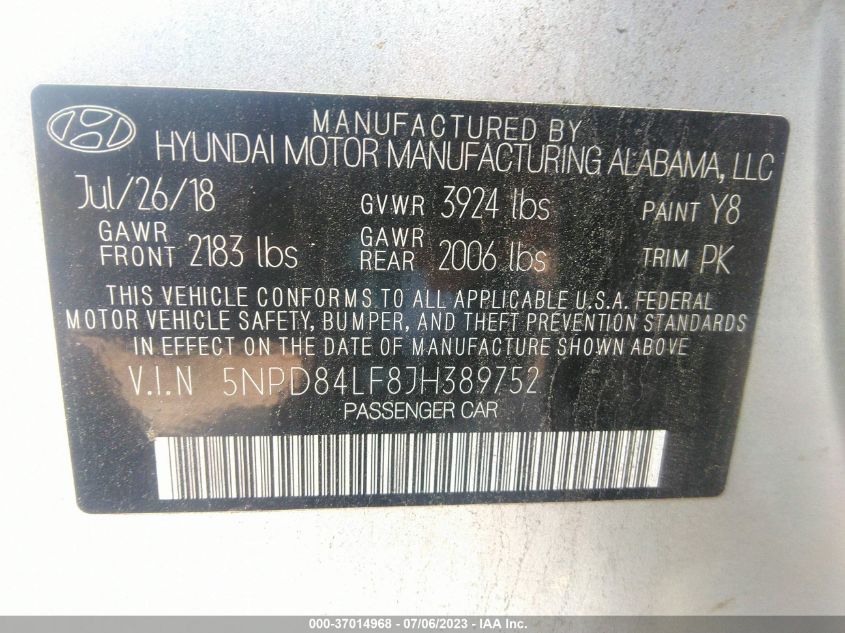 MANUFACTURED BY
HYUNDAI MOTOR MANUFACTURING ALABAMA, LLC
Jul/26/18 GVWR 3924 lbs PAINT Y8
GAWR FRONT 2183 lbs GAWR REAR 2006 lbs TRIM PK
THIS VEHICLE CONFORMS TO ALL APPLICABLE U.S.A. FEDERAL
MOTOR VEHICLE SAFETY, BUMPER, AND THEFT PREVENTION STANDARDS
IN EFFECT ON THE DATE OF MANUFACTURE SHOWN ABOVE
V.I.N 5NPD84LF8JH389752
PASSENGER CAR
000-37014968 - 07/06/2023 - IAA Inc.